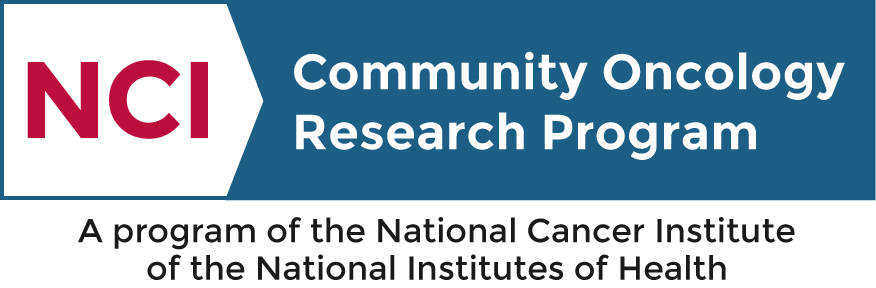 NCI
Community Oncology
Research Program
A program of the National Cancer Institute
of the National Institutes of Health